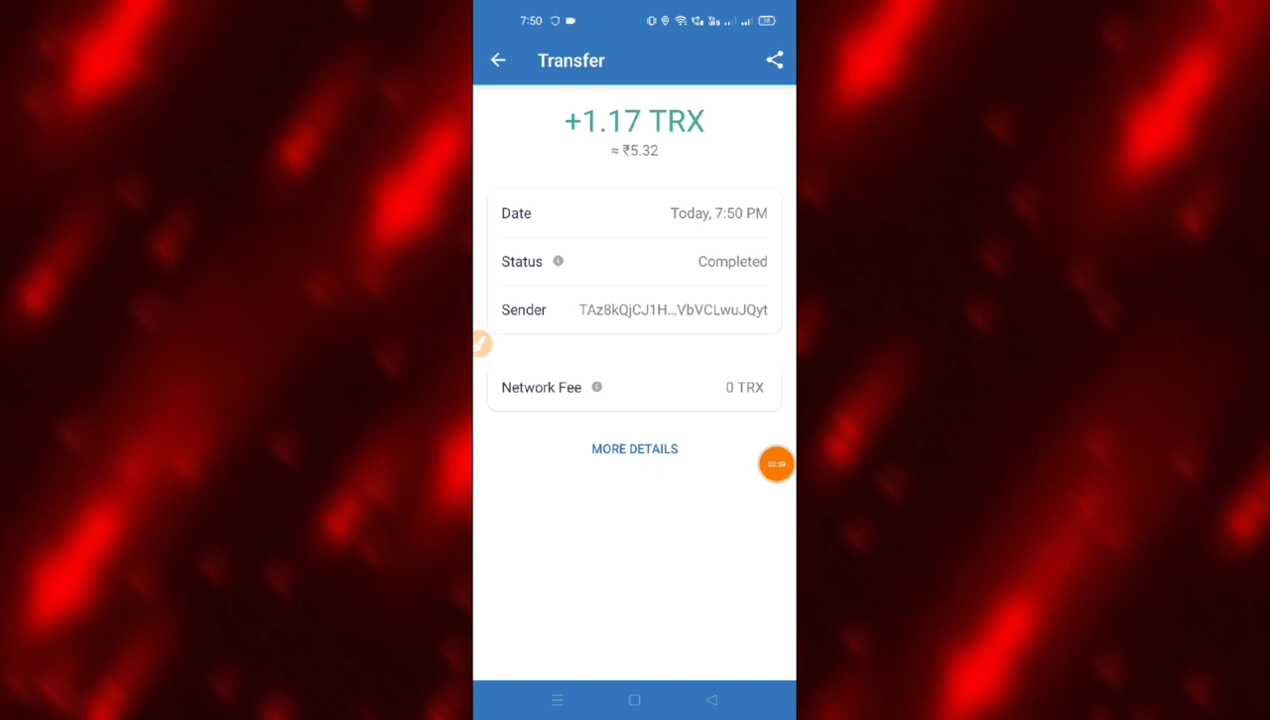 7:50
Transfer
+1.17 TRX
≈ ₹5.32
Date Today, 7:50 PM
Status Completed
Sender TAz8kQjCJ1H...VbVCLwuJQyt
Network Fee 0 TRX
MORE DETAILS